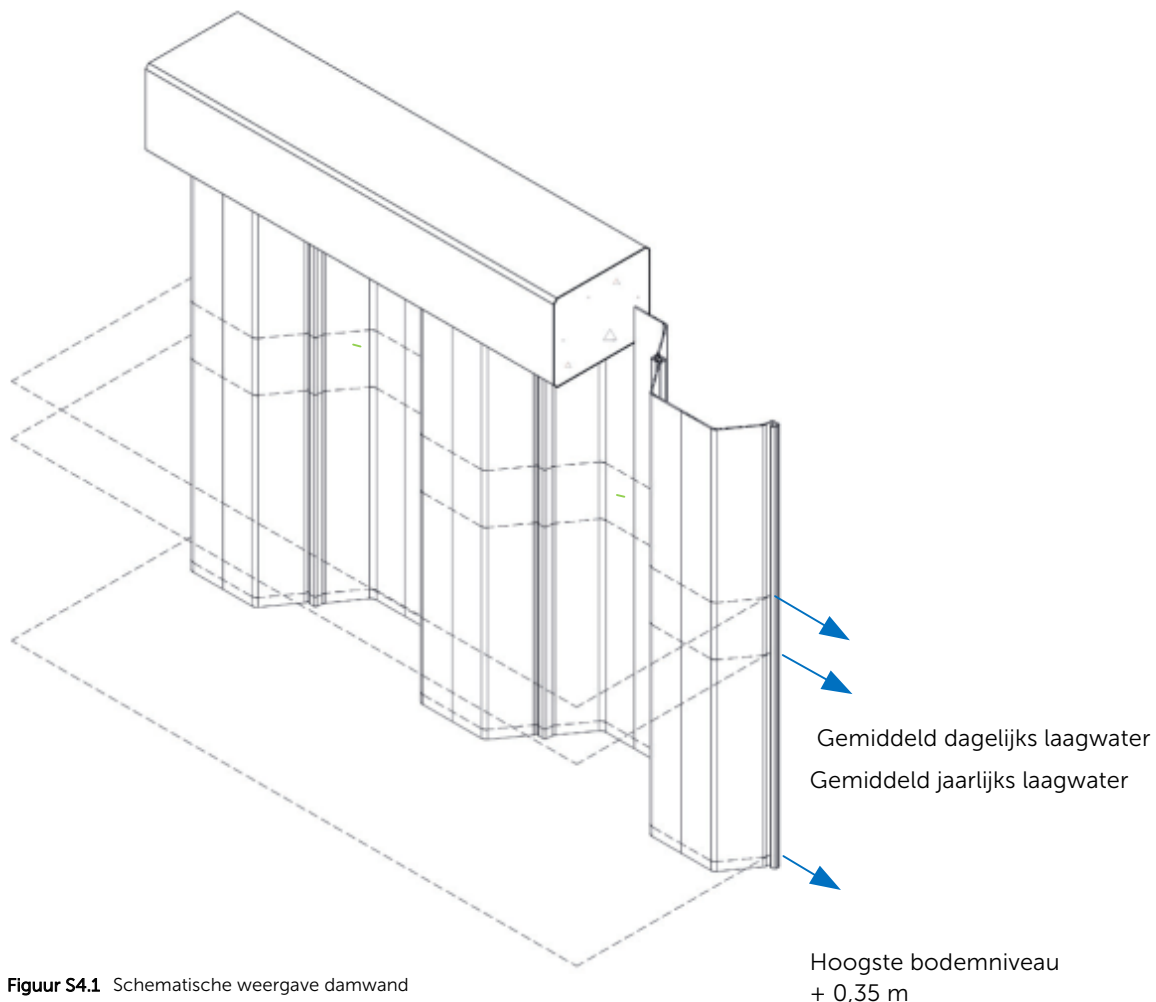 Gemiddeld dagelijks laagwater
Gemiddeld jaarlijks laagwater
Hoogste bodemniveau
+ 0,35 m
Figuur S4.1 Schematische weergave damwand